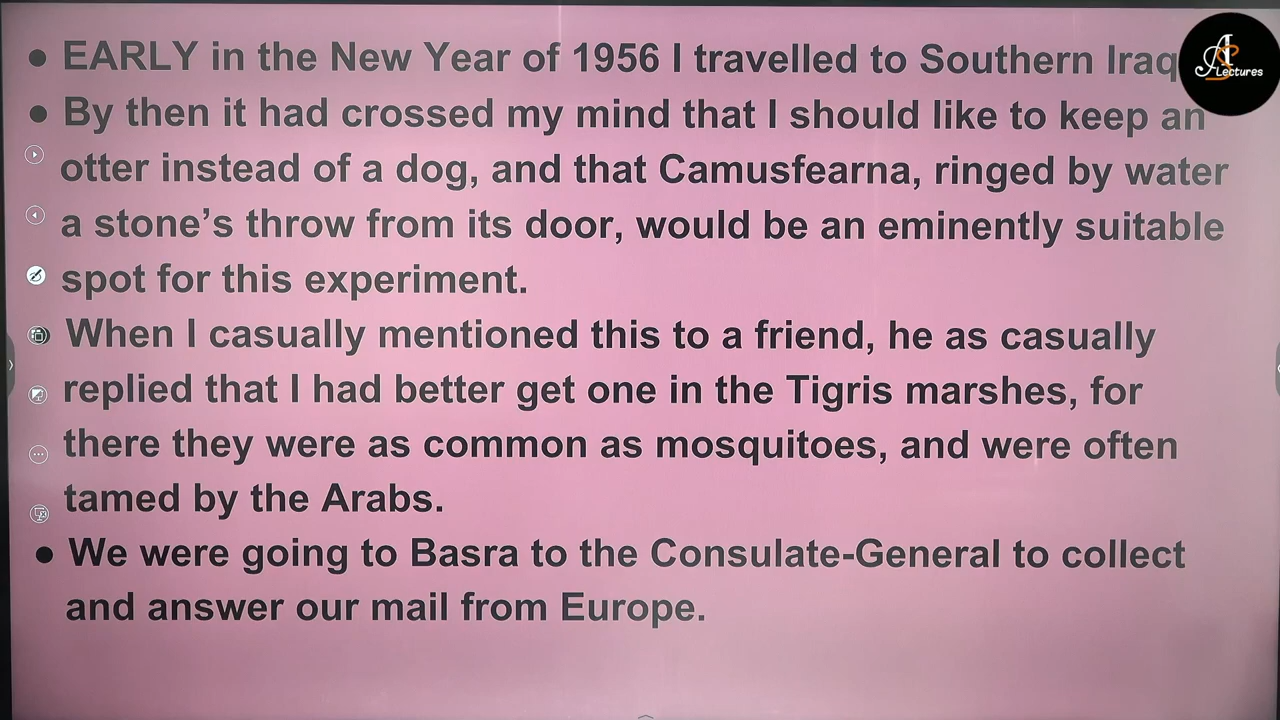 ● EARLY in the New Year of 1956 I travelled to Southern Iraq
● By then it had crossed my mind that I should like to keep an
otter instead of a dog, and that Camusfearna, ringed by water
a stone’s throw from its door, would be an eminently suitable
spot for this experiment.
When I casually mentioned this to a friend, he as casually
replied that I had better get one in the Tigris marshes, for
there they were as common as mosquitoes, and were often
tamed by the Arabs.
● We were going to Basra to the Consulate-General to collect
and answer our mail from Europe.
Lectures